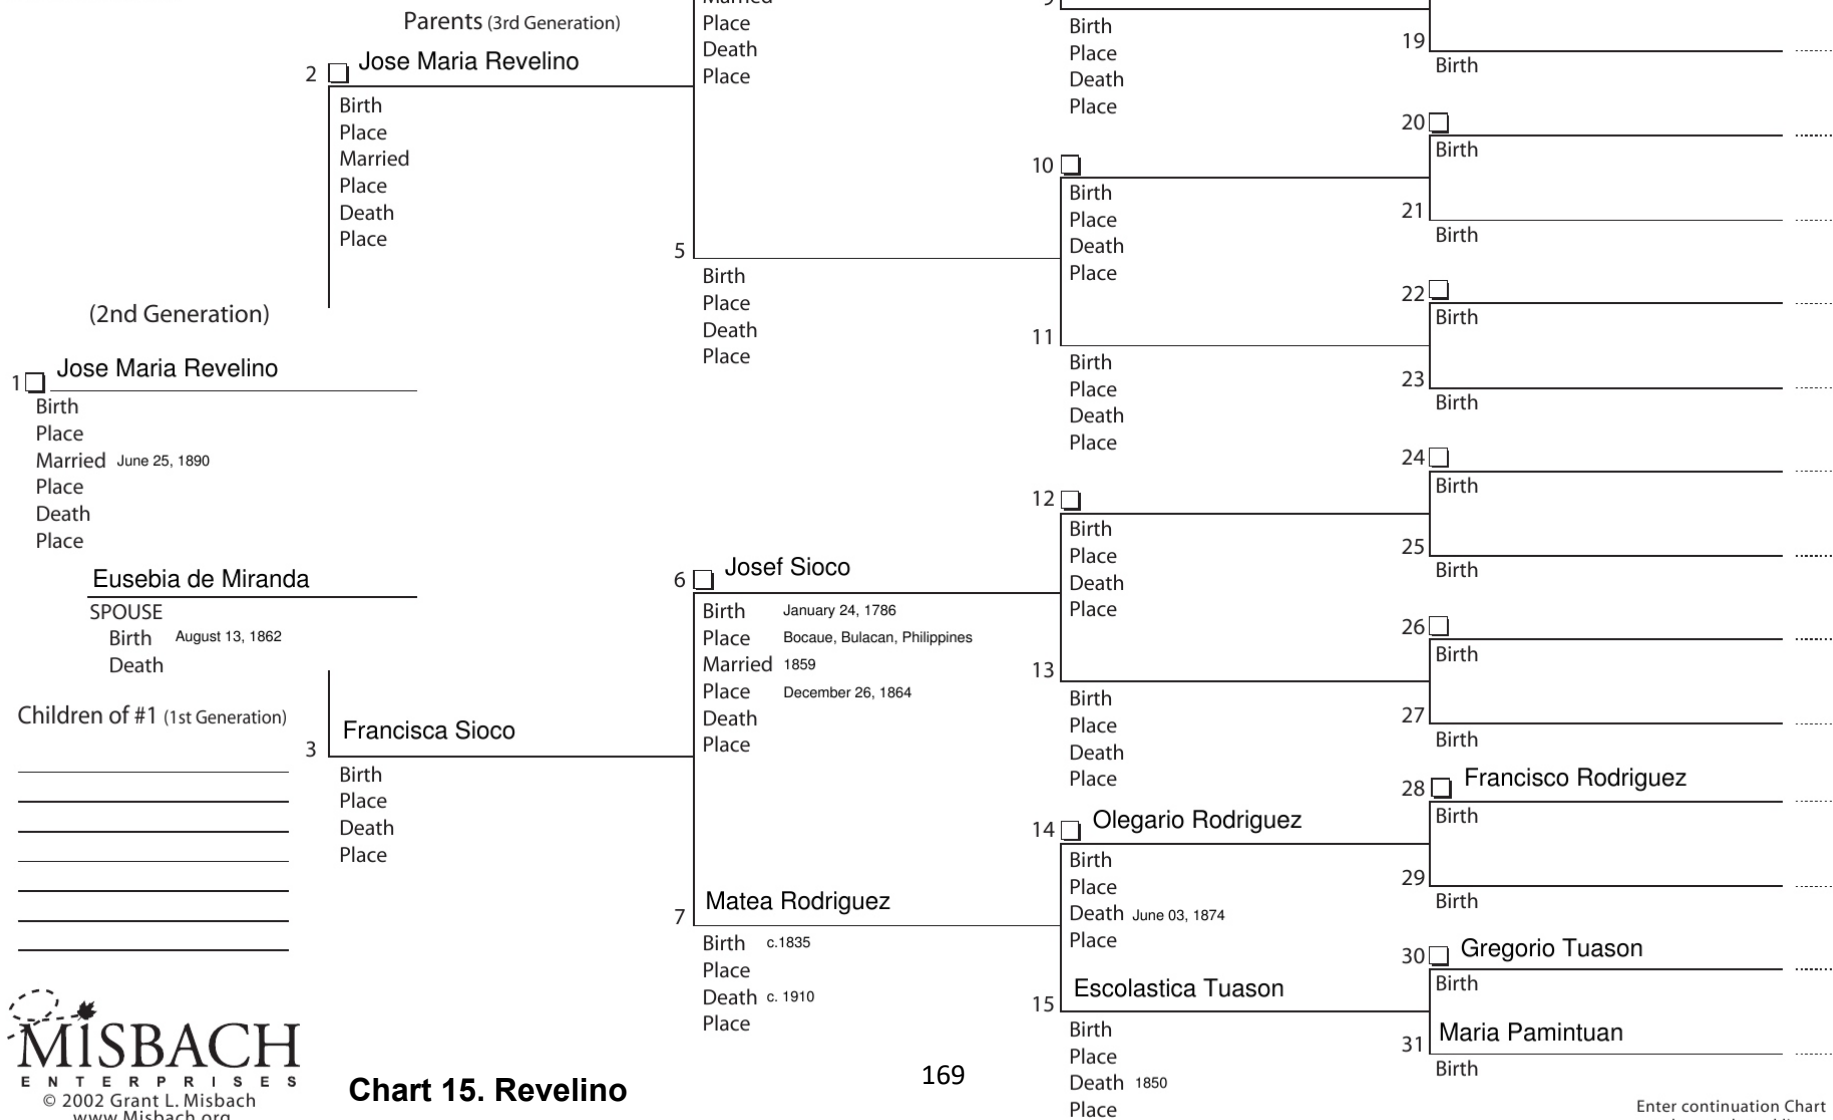 Parents (3rd Generation)
2 Jose Maria Revelino
Birth
Place
Married
Place
Death
Place
(2nd Generation)
1 Jose Maria Revelino
Birth
Place
Married June 25, 1890
Place
Death
Place
Eusebia de Miranda
SPOUSE
Birth August 13, 1862
Death
Children of #1 (1st Generation)
3 Francisca Sioco
Birth
Place
Death
Place
Married
Place
Death
Place
5
Birth
Place
Death
Place
6 Josef Sioco
Birth January 24, 1786
Place Bocaue, Bulacan, Philippines
Married 1859
Place December 26, 1864
Death
Place
7 Matea Rodriguez
Birth c.1835
Place
Death c. 1910
Place
9
Birth
Place
Death
Place
10
Birth
Place
Death
Place
11
Birth
Place
Death
Place
12
Birth
Place
Death
Place
13
Birth
Place
Death
Place
14 Olegario Rodriguez
Birth
Place
Death June 03, 1874
Place
15 Escolastica Tuason
Birth
Place
Death 1850
Place
19
Birth
20
Birth
21
Birth
22
Birth
23
Birth
24
Birth
25
Birth
26
Birth
27
Birth
28 Francisco Rodriguez
Birth
29
Birth
30 Gregorio Tuason
Birth
31 Maria Pamintuan
Birth
MISBACH
ENTERPRISES
© 2002 Grant L. Misbach
www.Misbach.org
Chart 15. Revelino
169
Enter continuation Chart